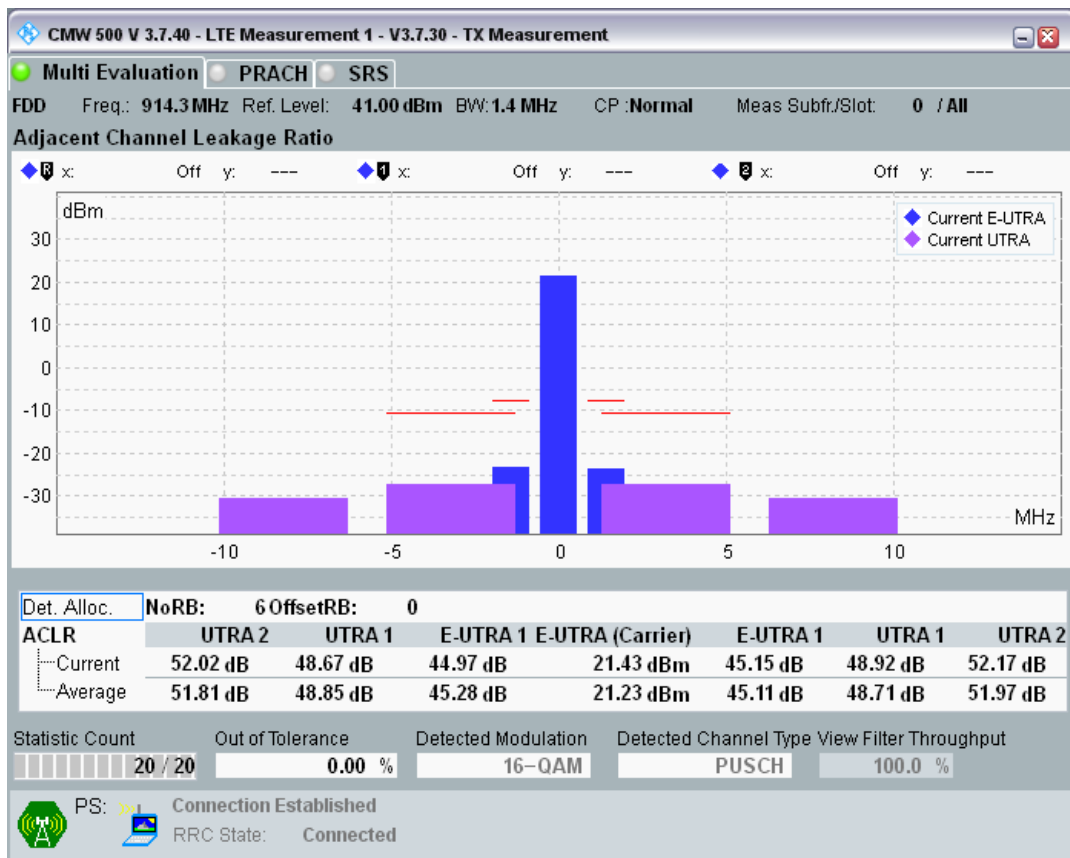 CMW 500 V 3.7.40 - LTE Measurement 1 - V3.7.30 - TX Measurement
Multi Evaluation PRACH SRS
FDD Freq.: 914.3 MHz Ref. Level: 41.00 dBm BW: 1.4 MHz CP :Normal Meas Subfr./Slot: 0 / All
Adjacent Channel Leakage Ratio
R x: Off y: --- 1 x: Off y: --- 2 x: Off y: ---
dBm
Current E-UTRA
Current UTRA
30
20
10
0
-10
-20
-30
MHz
-10 -5 0 5 10
Det. Alloc. NoRB: 6 OffsetRB: 0
ACLR UTRA 2 UTRA 1 E-UTRA 1 E-UTRA (Carrier) E-UTRA 1 UTRA 1 UTRA 2
Current 52.02 dB 48.67 dB 44.97 dB 21.43 dBm 45.15 dB 48.92 dB 52.17 dB
Average 51.81 dB 48.85 dB 45.28 dB 21.23 dBm 45.11 dB 48.71 dB 51.97 dB
Statistic Count Out of Tolerance Detected Modulation Detected Channel Type View Filter Throughput
20 / 20 0.00 % 16-QAM PUSCH 100.0 %
PS: Connection Established
RRC State: Connected